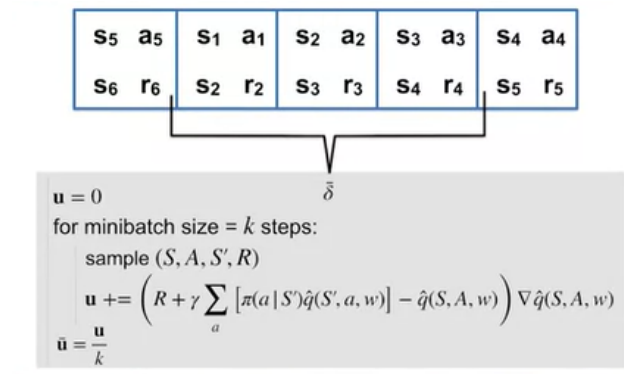 s₅ a₅ s₁ a₁ s₂ a₂ s₃ a₃ s₄ a₄
s₆ r₆ s₂ r₂ s₃ r₃ s₄ r₄ s₅ r₅
δ̄
u = 0
for minibatch size = k steps:
sample (S, A, S′, R)
u += (R + γ ∑ₐ [π(a | S′)q̂(S′, a, w)] − q̂(S, A, w)) ∇q̂(S, A, w)
ū = u/k